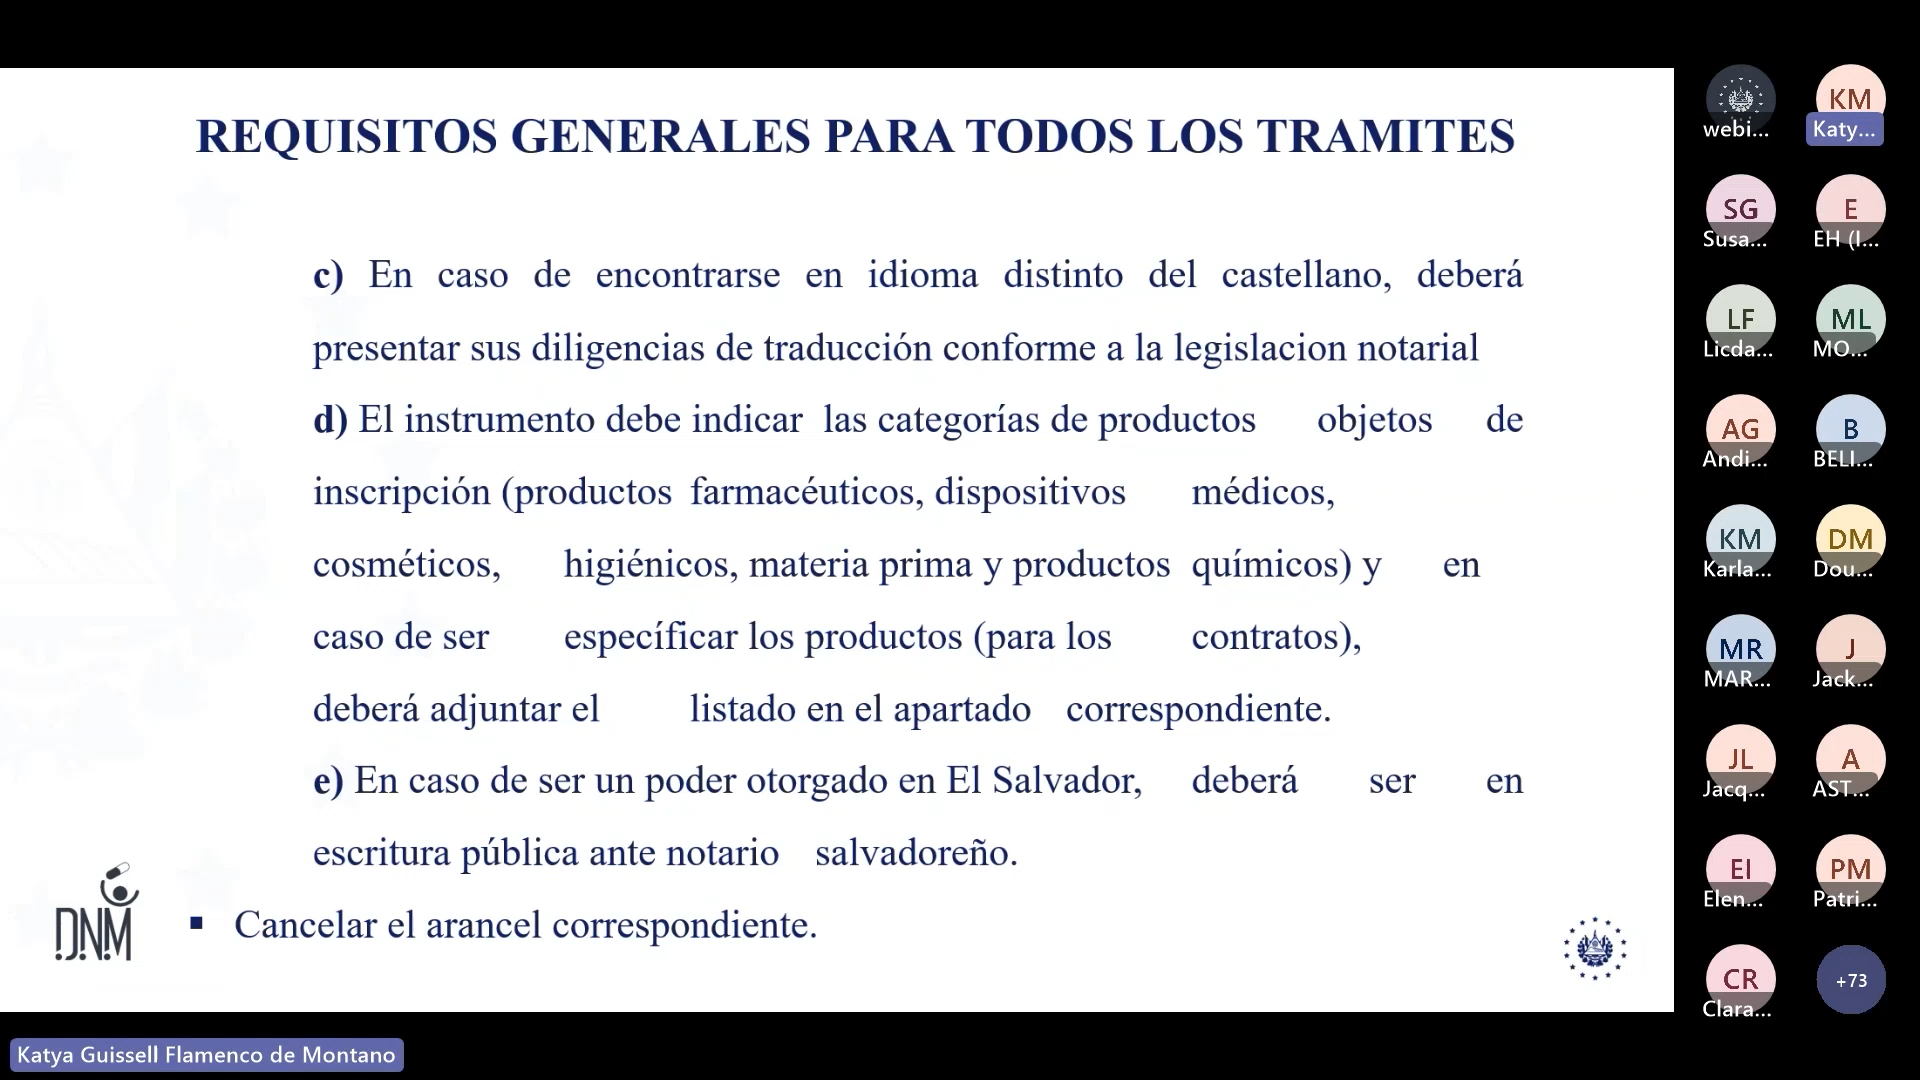 REQUISITOS GENERALES PARA TODOS LOS TRAMITES
c) En caso de encontrarse en idioma distinto del castellano, deberá
presentar sus diligencias de traducción conforme a la legislacion notarial
d) El instrumento debe indicar las categorías de productos objetos de
inscripción (productos farmacéuticos, dispositivos médicos,
cosméticos, higiénicos, materia prima y productos químicos) y en
caso de ser específicar los productos (para los contratos),
deberá adjuntar el listado en el apartado correspondiente.
e) En caso de ser un poder otorgado en El Salvador, deberá ser en
escritura pública ante notario salvadoreño.
▪ Cancelar el arancel correspondiente.
DNM
Katya Guissell Flamenco de Montano
webi...
KM
Katy...
SG
Susa...
E
EH (I...
LF
Licda...
ML
MO...
AG
Andi...
B
BELI...
KM
Karla...
DM
Dou...
MR
MAR...
J
Jack...
JL
Jacq...
A
AST...
EI
Elen...
PM
Patri...
CR
Clara...
+73